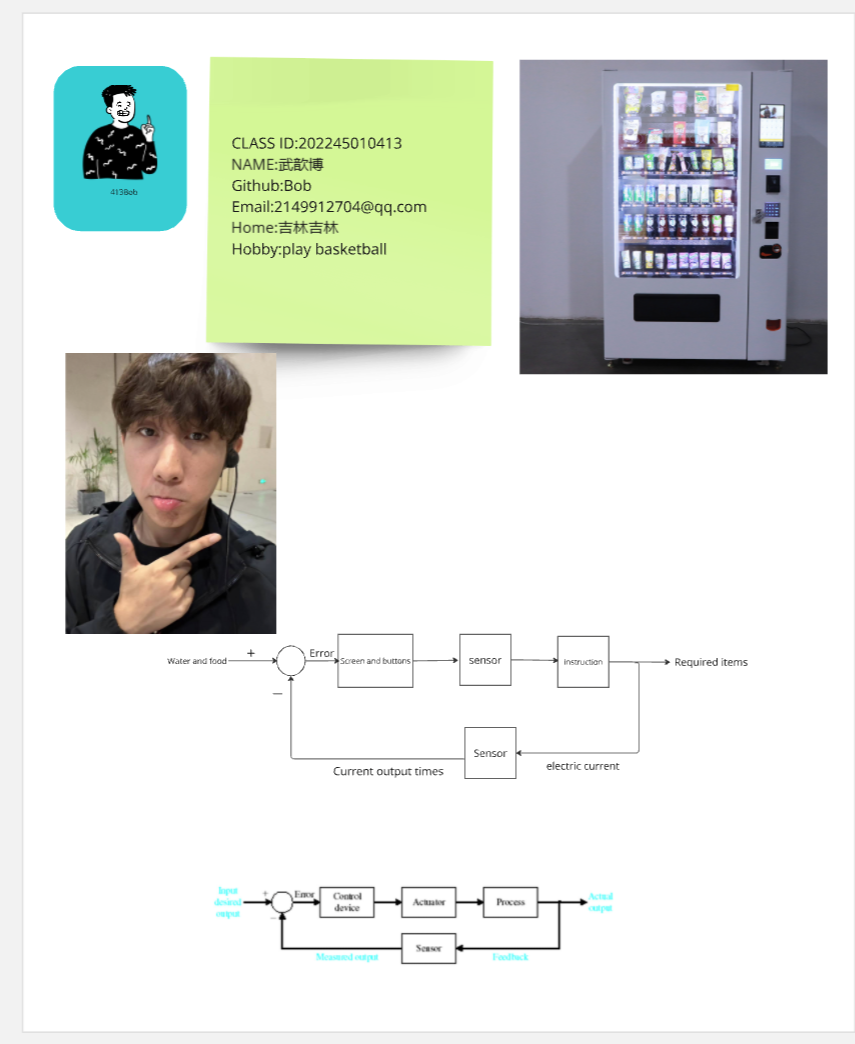 413Bob
CLASS ID:202245010413
NAME:武歆博
Github:Bob
Email:2149912704@qq.com
Home:吉林吉林
Hobby:play basketball
Water and food
+
Error
Screen and buttons
sensor
Instruction
Required items
—
Sensor
Current output times
electric current
Input
desired
output
+
Error
Control
device
Actuator
Process
Actual
output
−
Sensor
Measured output
Feedback